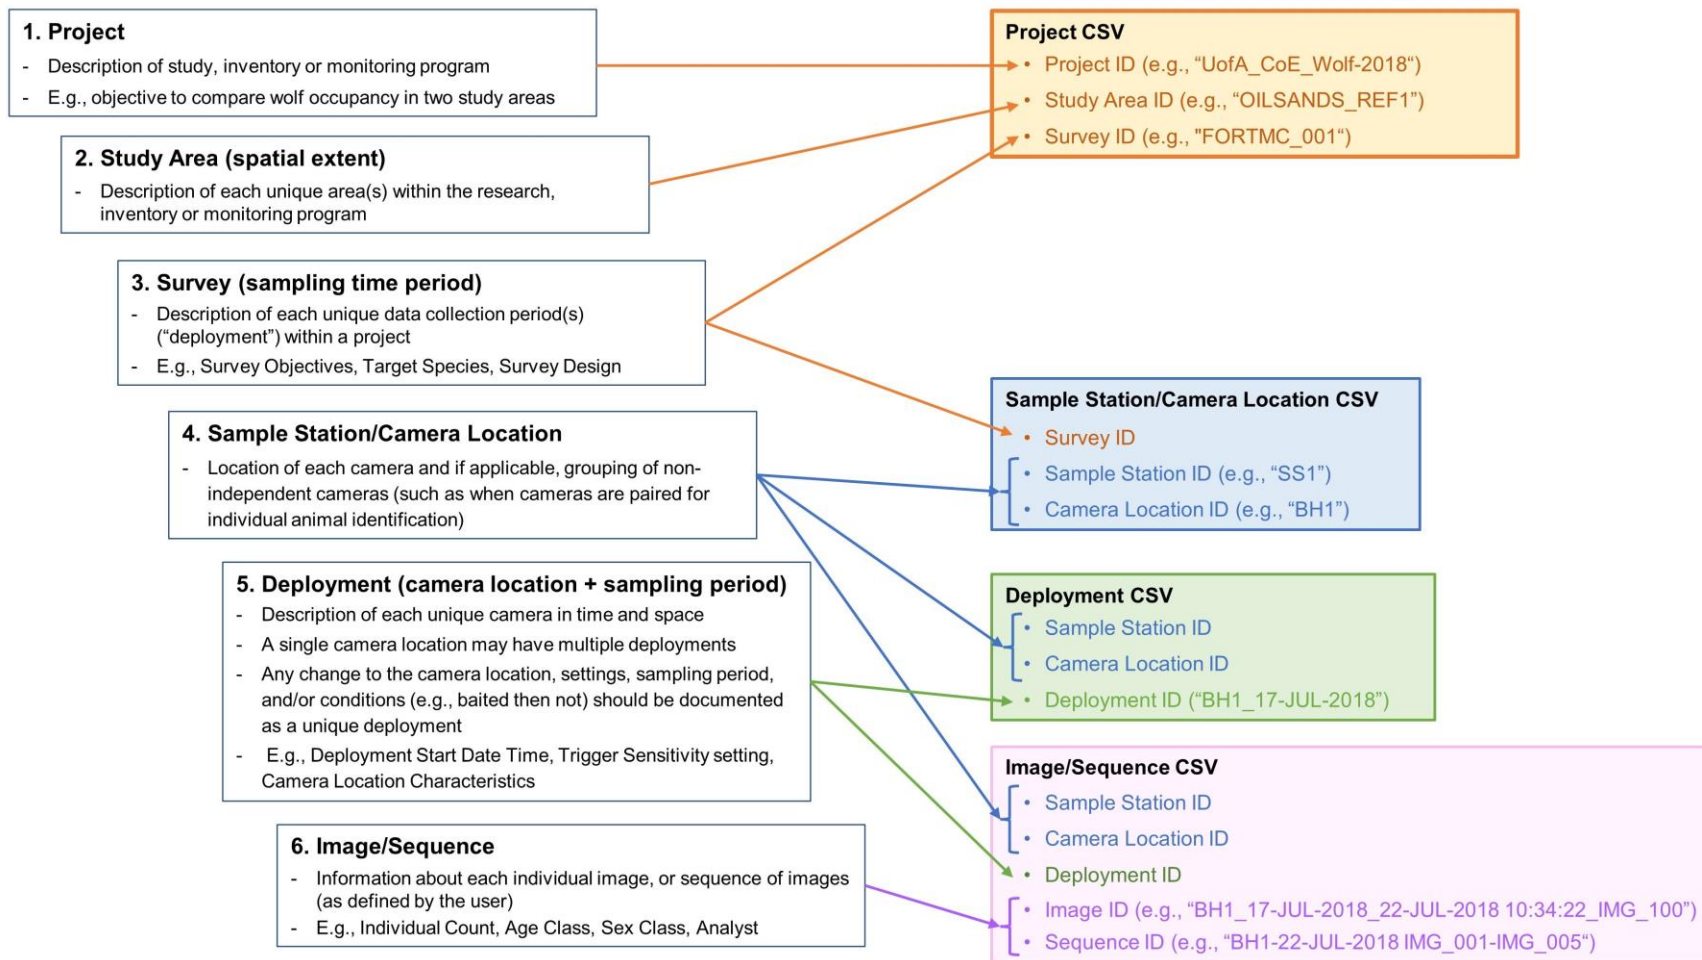 1. Project
- Description of study, inventory or monitoring program
- E.g., objective to compare wolf occupancy in two study areas
2. Study Area (spatial extent)
- Description of each unique area(s) within the research,
inventory or monitoring program
3. Survey (sampling time period)
- Description of each unique data collection period(s)
(“deployment”) within a project
- E.g., Survey Objectives, Target Species, Survey Design
4. Sample Station/Camera Location
- Location of each camera and if applicable, grouping of non-
independent cameras (such as when cameras are paired for
individual animal identification)
5. Deployment (camera location + sampling period)
- Description of each unique camera in time and space
- A single camera location may have multiple deployments
- Any change to the camera location, settings, sampling period,
and/or conditions (e.g., baited then not) should be documented
as a unique deployment
- E.g., Deployment Start Date Time, Trigger Sensitivity setting,
Camera Location Characteristics
6. Image/Sequence
- Information about each individual image, or sequence of images
(as defined by the user)
- E.g., Individual Count, Age Class, Sex Class, Analyst
Project CSV
• Project ID (e.g., “UofA_CoE_Wolf-2018“)
• Study Area ID (e.g., “OILSANDS_REF1”)
• Survey ID (e.g., "FORTMC_001“)
Sample Station/Camera Location CSV
• Survey ID
• Sample Station ID (e.g., “SS1”)
• Camera Location ID (e.g., “BH1”)
Deployment CSV
• Sample Station ID
• Camera Location ID
• Deployment ID (“BH1_17-JUL-2018”)
Image/Sequence CSV
• Sample Station ID
• Camera Location ID
• Deployment ID
• Image ID (e.g., “BH1_17-JUL-2018_22-JUL-2018 10:34:22_IMG_100”)
• Sequence ID (e.g., “BH1-22-JUL-2018 IMG_001-IMG_005“)